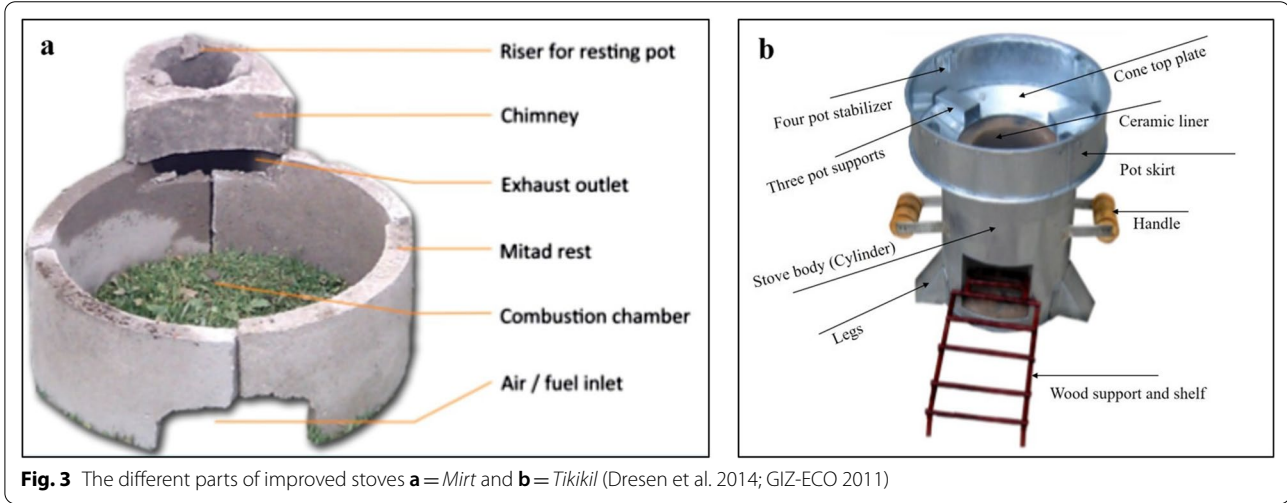 a
Riser for resting pot
Chimney
Exhaust outlet
Mitad rest
Combustion chamber
Air / fuel inlet
b
Cone top plate
Four pot stabilizer
Ceramic liner
Three pot supports
Pot skirt
Handle
Stove body (Cylinder)
Legs
Wood support and shelf
Fig. 3 The different parts of improved stoves a = Mirt and b = Tikikil (Dresen et al. 2014; GIZ-ECO 2011)